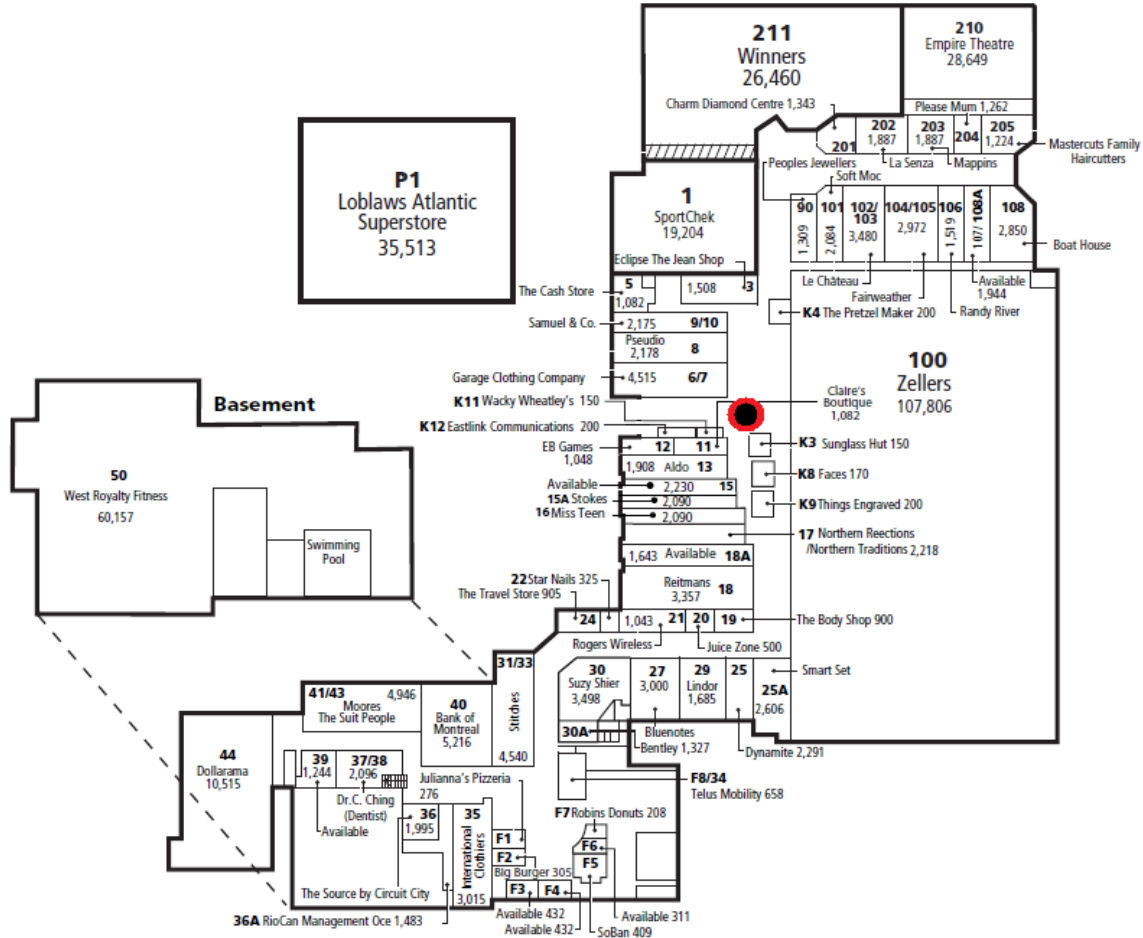 211
Winners
26,460
210
Empire Theatre
28,649
Charm Diamond Centre 1,343
Please Mum 1,262
201
202
1,887
203
1,887
204
205
1,224
Mastercuts Family
Haircutters
Peoples Jewellers
La Senza
Mappins
Soft Moc
P1
Loblaws Atlantic
Superstore
35,513
1
SportChek
19,204
90
1,309
101
2,084
102/
103
3,480
104/105
2,972
106
1,519
107/108A
108
2,850
Boat House
Eclipse The Jean Shop
Le Château
Available
1,944
Fairweather
Randy River
The Cash Store
5
1,082
1,508
3
K4 The Pretzel Maker 200
Samuel & Co.
2,175
9/10
Pseudio
2,178
8
100
Zellers
107,806
Garage Clothing Company
4,515
6/7
Claire's
Boutique
1,082
K11 Wacky Wheatley's 150
Basement
K12 Eastlink Communications 200
EB Games
1,048
12
11
K3 Sunglass Hut 150
1,908
Aldo
13
50
West Royalty Fitness
60,157
K8 Faces 170
Available
2,230
15
15A Stokes
2,090
K9 Things Engraved 200
16 Miss Teen
2,090
17 Northern Reections
/Northern Traditions 2,218
Swimming
Pool
1,643
Available
18A
22 Star Nails 325
The Travel Store 905
Reitmans
3,357
18
24
1,043
21
20
19
The Body Shop 900
Rogers Wireless
Juice Zone 500
31/33
Stitches
4,540
30
Suzy Shier
3,498
27
3,000
29
Lindor
1,685
25
25A
2,606
Smart Set
41/43
4,946
Moores
The Suit People
40
Bank of
Montreal
5,216
30A
Bluenotes
Bentley 1,327
Dynamite 2,291
44
Dollarama
10,515
39
1,244
37/38
2,096
Julianna's Pizzeria
276
F8/34
Telus Mobility 658
Dr.C. Ching
(Dentist)
Available
36
1,995
35
International
Clothiers
3,015
F7 Robins Donuts 208
F1
F6
F2
F5
Big Burger 305
The Source by Circuit City
F3
F4
36A RioCan Management Oce 1,483
Available 432
Available 432
Available 311
SoBan 409